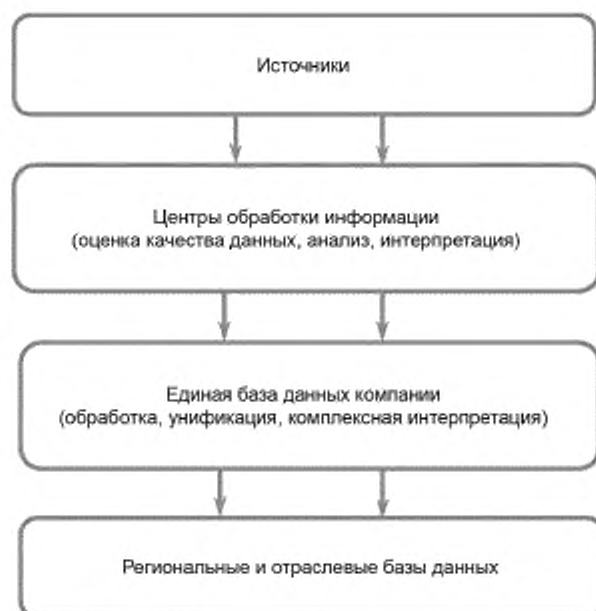 Источники
Центры обработки информации
(оценка качества данных, анализ, интерпретация)
Единая база данных компании
(обработка, унификация, комплексная интерпретация)
Региональные и отраслевые базы данных